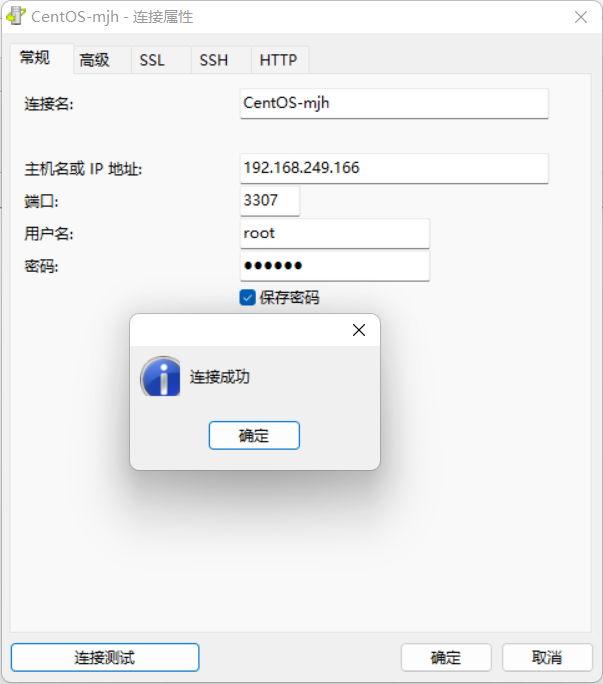 CentOS-mjh - 连接属性
常规 高级 SSL SSH HTTP
连接名: CentOS-mjh
主机名或 IP 地址: 192.168.249.166
端口: 3307
用户名: root
密码: ●●●●●●
保存密码
连接成功
确定
连接测试 确定 取消